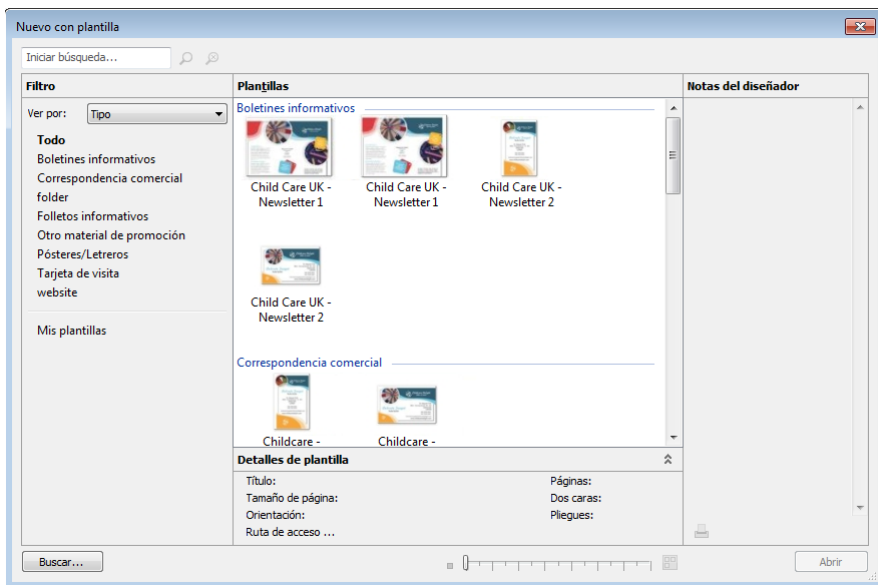 Nuevo con plantilla
Iniciar búsqueda...
Filtro
Ver por: Tipo
Todo
Boletines informativos
Correspondencia comercial
folder
Folletos informativos
Otro material de promoción
Pósteres/Letreros
Tarjeta de visita
website
Mis plantillas
Plantillas
Boletines informativos
Child Care UK -
Newsletter 1
Child Care UK -
Newsletter 1
Child Care UK -
Newsletter 2
Child Care UK -
Newsletter 2
Correspondencia comercial
Childcare -
Childcare -
Detalles de plantilla
Título:
Tamaño de página:
Orientación:
Ruta de acceso ...
Páginas:
Dos caras:
Pliegues:
Notas del diseñador
Buscar...
Abrir